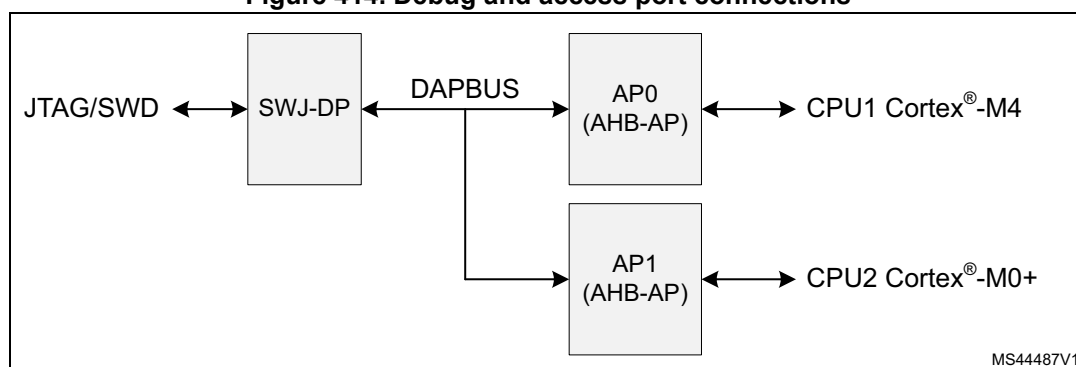 Figure 414. Debug and access port connections
JTAG/SWD
SWJ-DP
DAPBUS
AP0
(AHB-AP)
CPU1 Cortex®-M4
AP1
(AHB-AP)
CPU2 Cortex®-M0+
MS44487V1